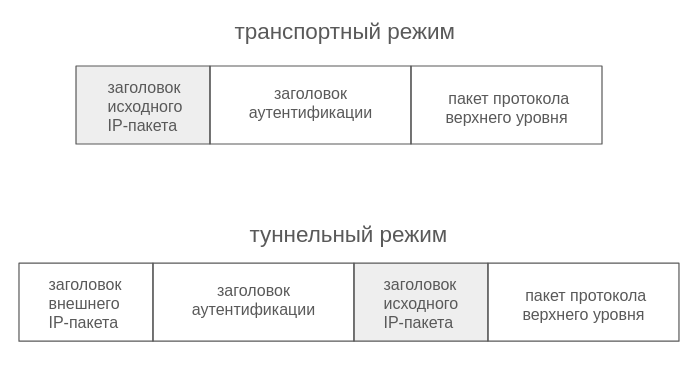 транспортный режим
заголовок
исходного
IP-пакета
заголовок
аутентификации
пакет протокола
верхнего уровня
туннельный режим
заголовок
внешнего
IP-пакета
заголовок
аутентификации
заголовок
исходного
IP-пакета
пакет протокола
верхнего уровня